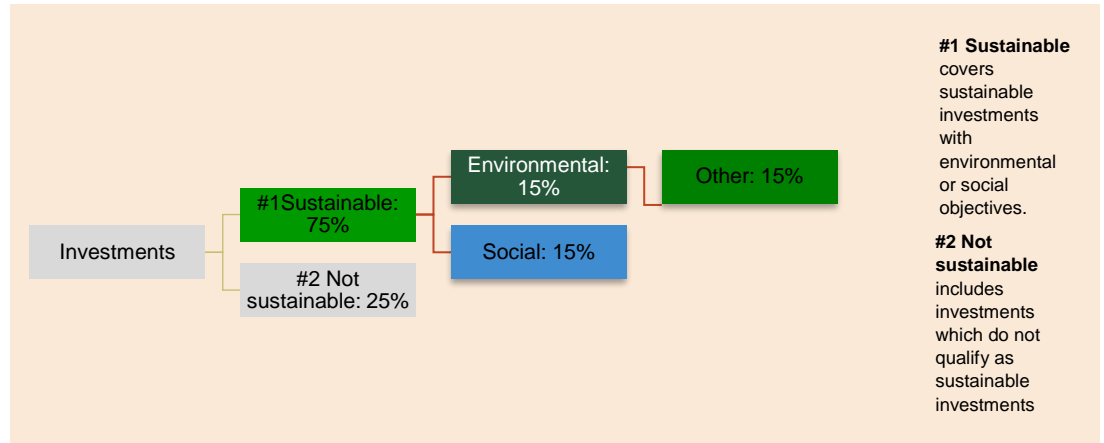 Investments
#1Sustainable:
75%
#2 Not
sustainable: 25%
Environmental:
15%
Social: 15%
Other: 15%
#1 Sustainable
covers
sustainable
investments
with
environmental
or social
objectives.
#2 Not
sustainable
includes
investments
which do not
qualify as
sustainable
investments